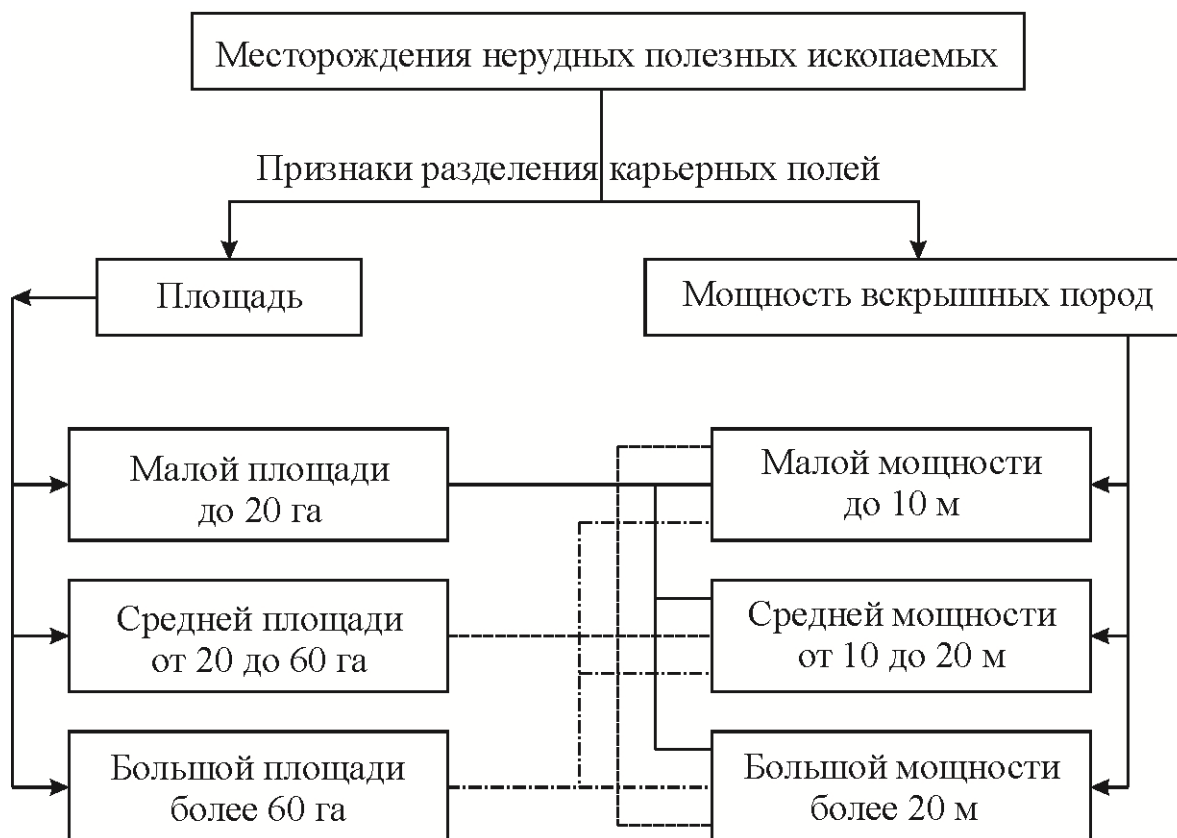 Месторождения нерудных полезных ископаемых
Признаки разделения карьерных полей
Площадь
Мощность вскрышных пород
Малой площади
до 20 га
Малой мощности
до 10 м
Средней площади
от 20 до 60 га
Средней мощности
от 10 до 20 м
Большой площади
более 60 га
Большой мощности
более 20 м